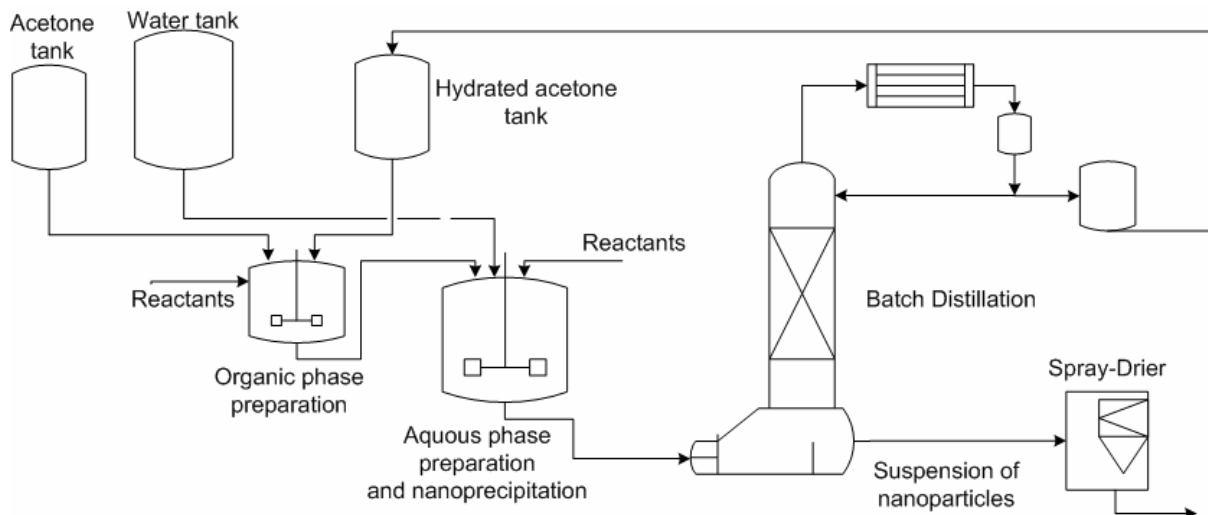 Acetone
tank
Water tank
Hydrated acetone
tank
Reactants
Reactants
Organic phase
preparation
Aquous phase
preparation
and nanoprecipitation
Batch Distillation
Spray-Drier
Suspension of
nanoparticles